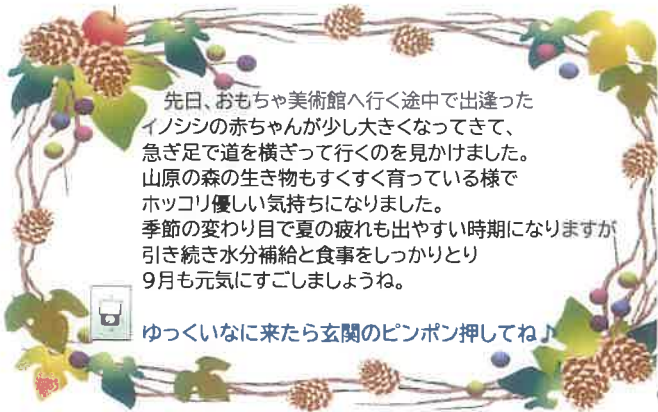 先日、おもちゃ美術館へ行く途中で出逢った
イノシシの赤ちゃんが少し大きくなってきて、
急ぎ足で道を横ぎって行くのを見かけました。
山原の森の生き物もすくすく育っている様で
ホッコリ優しい気持ちになりました。
季節の変わり目で夏の疲れも出やすい時期になりますが
引き続き水分補給と食事をしっかりとり
9月も元気にすごしましょうね。
ゆっくいなに来たら玄関のピンポン押してね♪